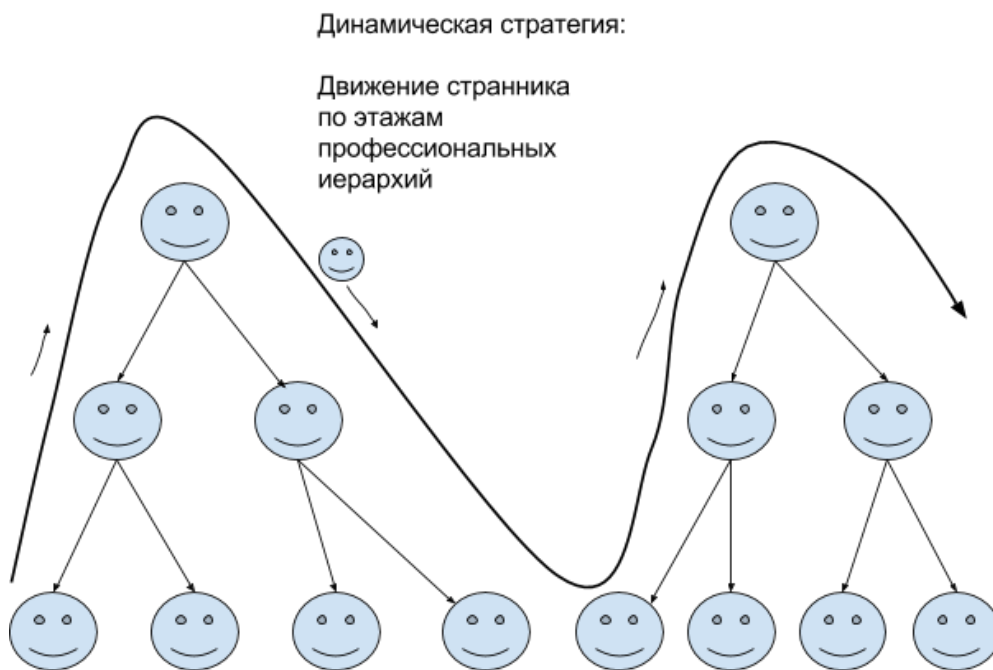 Динамическая стратегия:
Движение странника
по этажам
профессиональных
иерархий